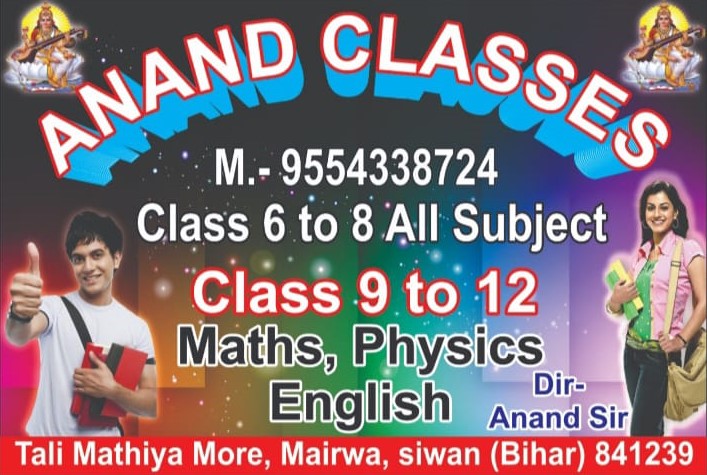 ANAND CLASSES
M.- 9554338724
Class 6 to 8 All Subject
Class 9 to 12
Maths, Physics
English
Dir-
Anand Sir
Tali Mathiya More, Mairwa, siwan (Bihar) 841239